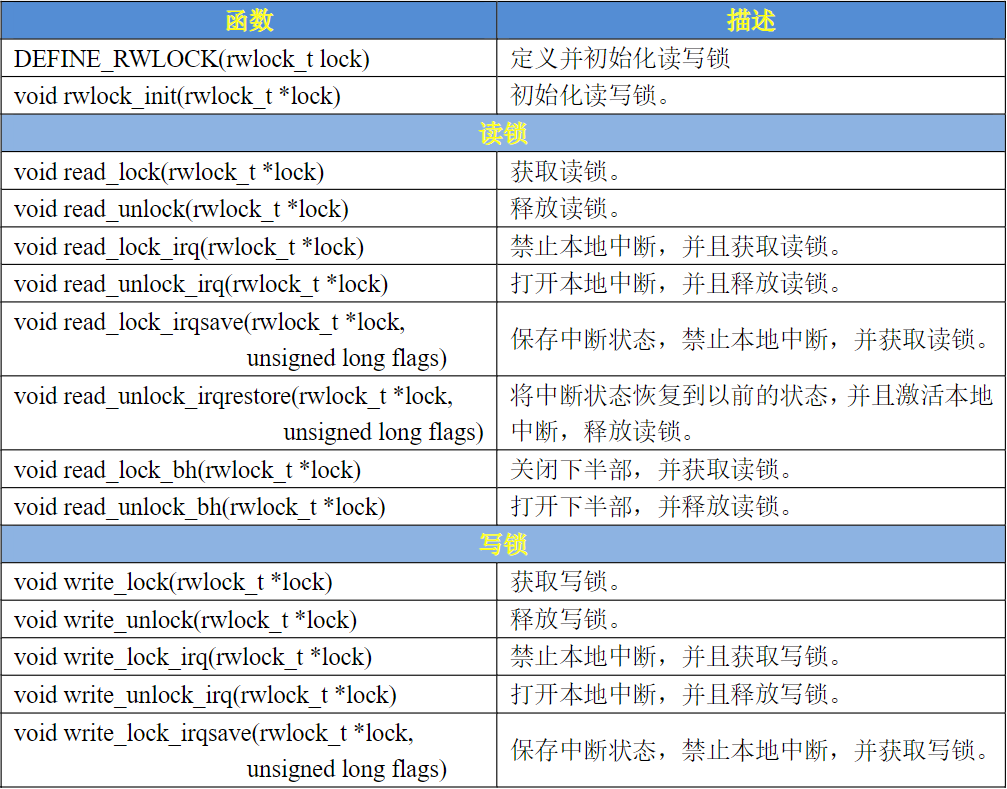 函数 描述
DEFINE_RWLOCK(rwlock_t lock) 定义并初始化读写锁
void rwlock_init(rwlock_t *lock) 初始化读写锁。
读锁
void read_lock(rwlock_t *lock) 获取读锁。
void read_unlock(rwlock_t *lock) 释放读锁。
void read_lock_irq(rwlock_t *lock) 禁止本地中断，并且获取读锁。
void read_unlock_irq(rwlock_t *lock) 打开本地中断，并且释放读锁。
void read_lock_irqsave(rwlock_t *lock,
unsigned long flags) 保存中断状态，禁止本地中断，并获取读锁。
void read_unlock_irqrestore(rwlock_t *lock, 将中断状态恢复到以前的状态，并且激活本地
unsigned long flags) 中断，释放读锁。
void read_lock_bh(rwlock_t *lock) 关闭下半部，并获取读锁。
void read_unlock_bh(rwlock_t *lock) 打开下半部，并释放读锁。
写锁
void write_lock(rwlock_t *lock) 获取写锁。
void write_unlock(rwlock_t *lock) 释放写锁。
void write_lock_irq(rwlock_t *lock) 禁止本地中断，并且获取写锁。
void write_unlock_irq(rwlock_t *lock) 打开本地中断，并且释放写锁。
void write_lock_irqsave(rwlock_t *lock,
unsigned long flags) 保存中断状态，禁止本地中断，并获取写锁。